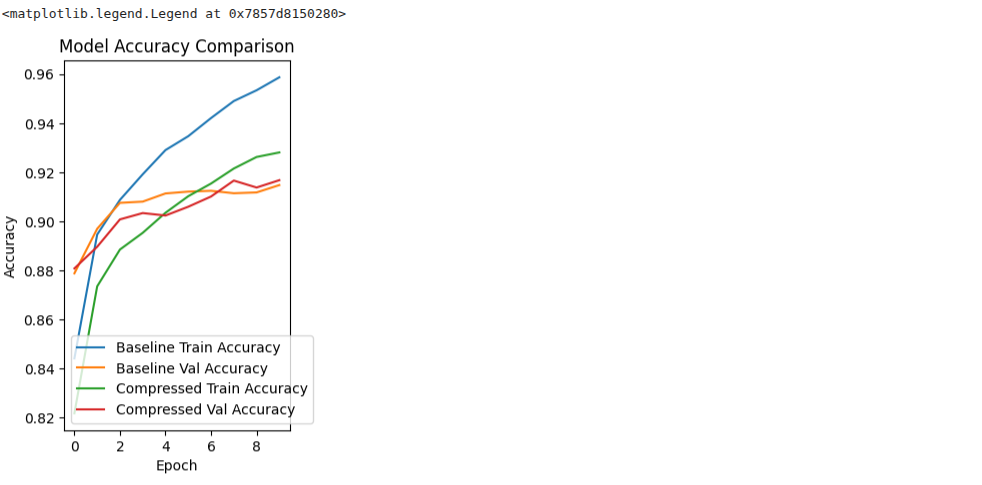 <matplotlib.legend.Legend at 0x7857d8150280>
Model Accuracy Comparison
0.96
0.94
0.92
0.90
0.88
0.86
0.84
0.82
Accuracy
Baseline Train Accuracy
Baseline Val Accuracy
Compressed Train Accuracy
Compressed Val Accuracy
0 2 4 6 8
Epoch